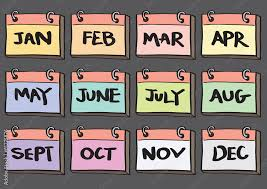 JAN FEB MAR APR
MAY JUNE JULY AUG
SEPT OCT NOV DEC